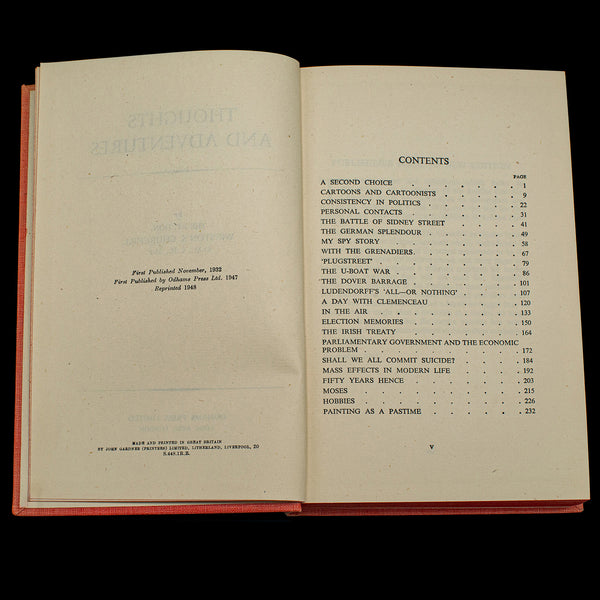 First Published November, 1932
First Published by Odhams Press Ltd. 1947
Reprinted 1948
MADE AND PRINTED IN GREAT BRITAIN
BY JOHN GARDNER (PRINTERS) LIMITED, LITHERLAND, LIVERPOOL, 20
S.448.1R.B.
CONTENTS
PAGE
A SECOND CHOICE . . . . . . 1
CARTOONS AND CARTOONISTS . . . . 9
CONSISTENCY IN POLITICS . . . . . 22
PERSONAL CONTACTS . . . . . 31
THE BATTLE OF SIDNEY STREET . . . . 41
THE GERMAN SPLENDOUR . . . . . 49
MY SPY STORY . . . . . . 58
WITH THE GRENADIERS . . . . . 67
'PLUGSTREET' . . . . . . 79
THE U-BOAT WAR . . . . . . 86
THE DOVER BARRAGE . . . . . 101
LUDENDORFF'S 'ALL—OR NOTHING' . . . . 107
A DAY WITH CLEMENCEAU . . . . . 120
IN THE AIR . . . . . . . 133
ELECTION MEMORIES . . . . . 150
THE IRISH TREATY . . . . . . 164
PARLIAMENTARY GOVERNMENT AND THE ECONOMIC
PROBLEM . . . . . . . 172
SHALL WE ALL COMMIT SUICIDE? . . . . 184
MASS EFFECTS IN MODERN LIFE . . . . 192
FIFTY YEARS HENCE . . . . . 203
MOSES . . . . . . . 215
HOBBIES . . . . . . . 226
PAINTING AS A PASTIME . . . . . 232
V